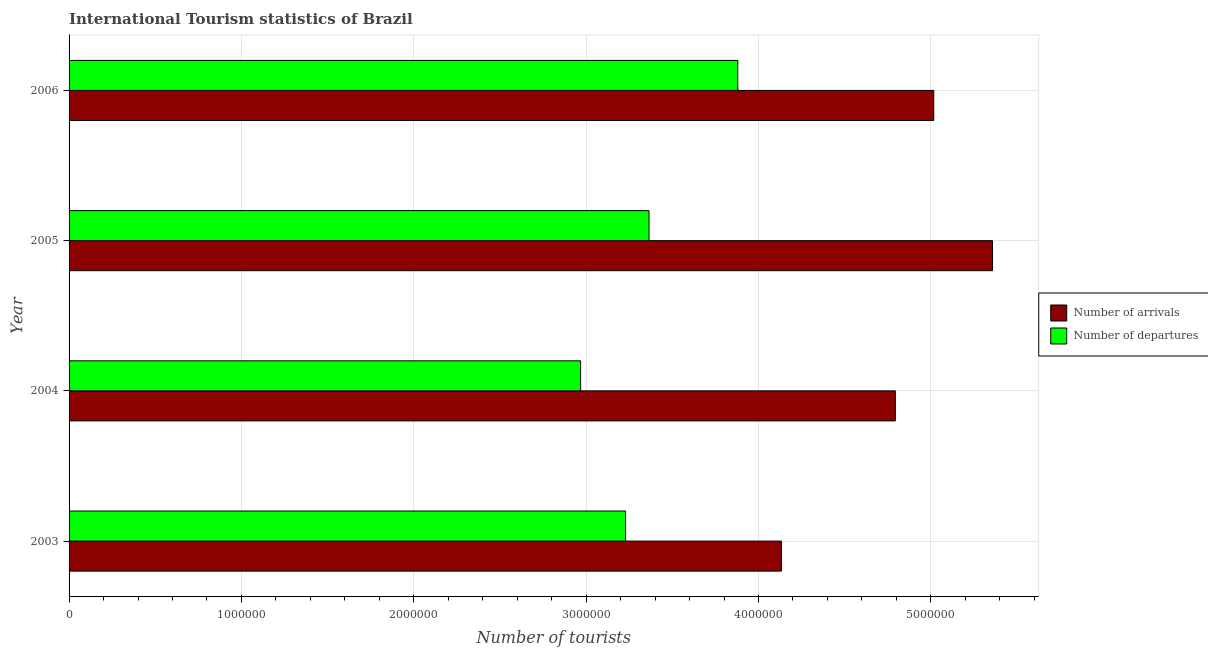 International Tourism statistics of Brazil
2006
2005
2004
2003
Year
0
1000000
2000000
3000000
4000000
5000000
Number of tourists
Number of arrivals
Number of departures